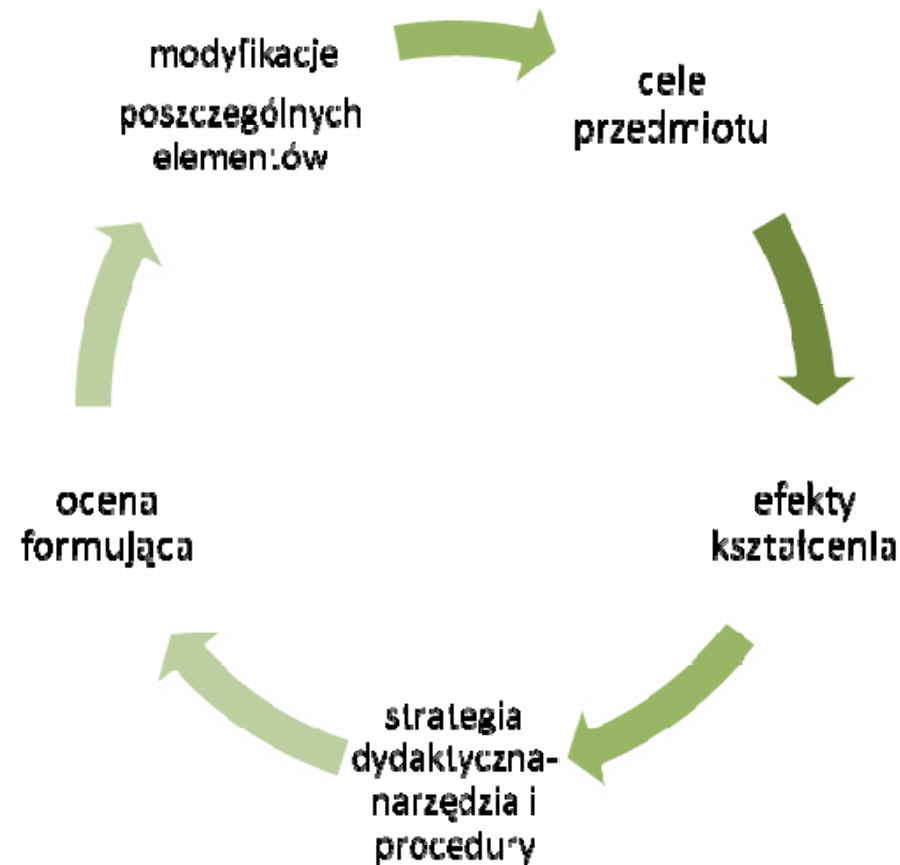 modyfikacje
poszczególnych
elementów
cele
przedmiotu
efekty
kształcenia
strategia
dydaktyczna-
narzędzia i
procedury
ocena
formująca